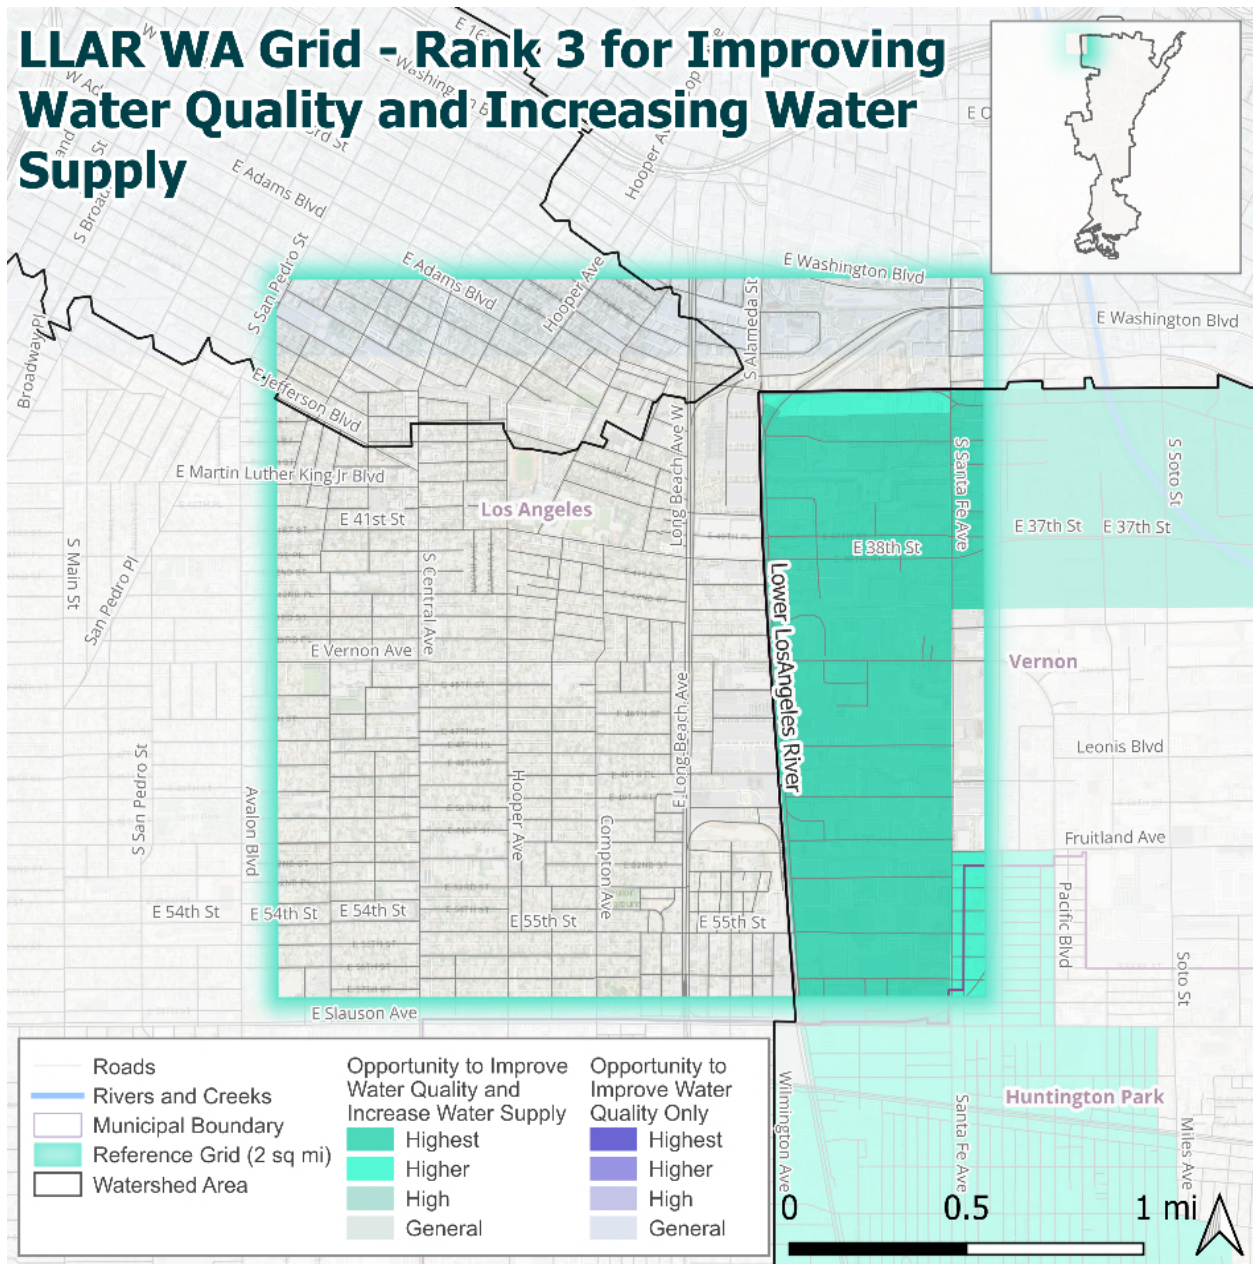 LLAR WA Grid - Rank 3 for Improving
Water Quality and Increasing Water
Supply
E Adams Blvd
S San Pedro St
E Adams Blvd
Hooper Ave
E Washington Blvd
E Washington Blvd
S Alameda St
Broadway Pl
E Jefferson Blvd
E Martin Luther King Jr Blvd
Long Beach Ave W
S Santa Fe Ave
S Soto St
Los Angeles
E 41st St
E 37th St
E 37th St
E 38th St
S Main St
San Pedro Pl
S Central Ave
Lower LosAngeles River
E Vernon Ave
Vernon
E Long Beach Ave
Leonis Blvd
S San Pedro St
Avalon Blvd
Hooper Ave
Compton Ave
Fruitland Ave
Pacific Blvd
E 54th St
E 54th St
E 54th St
E 55th St
E 55th St
Soto St
E Slauson Ave
Wilmington Ave
Santa Fe Ave
Huntington Park
Miles Ave
Roads
Rivers and Creeks
Municipal Boundary
Reference Grid (2 sq mi)
Watershed Area
Opportunity to Improve
Water Quality and
Increase Water Supply
Highest
Higher
High
General
Opportunity to
Improve Water
Quality Only
Highest
Higher
High
General
0 0.5 1 mi